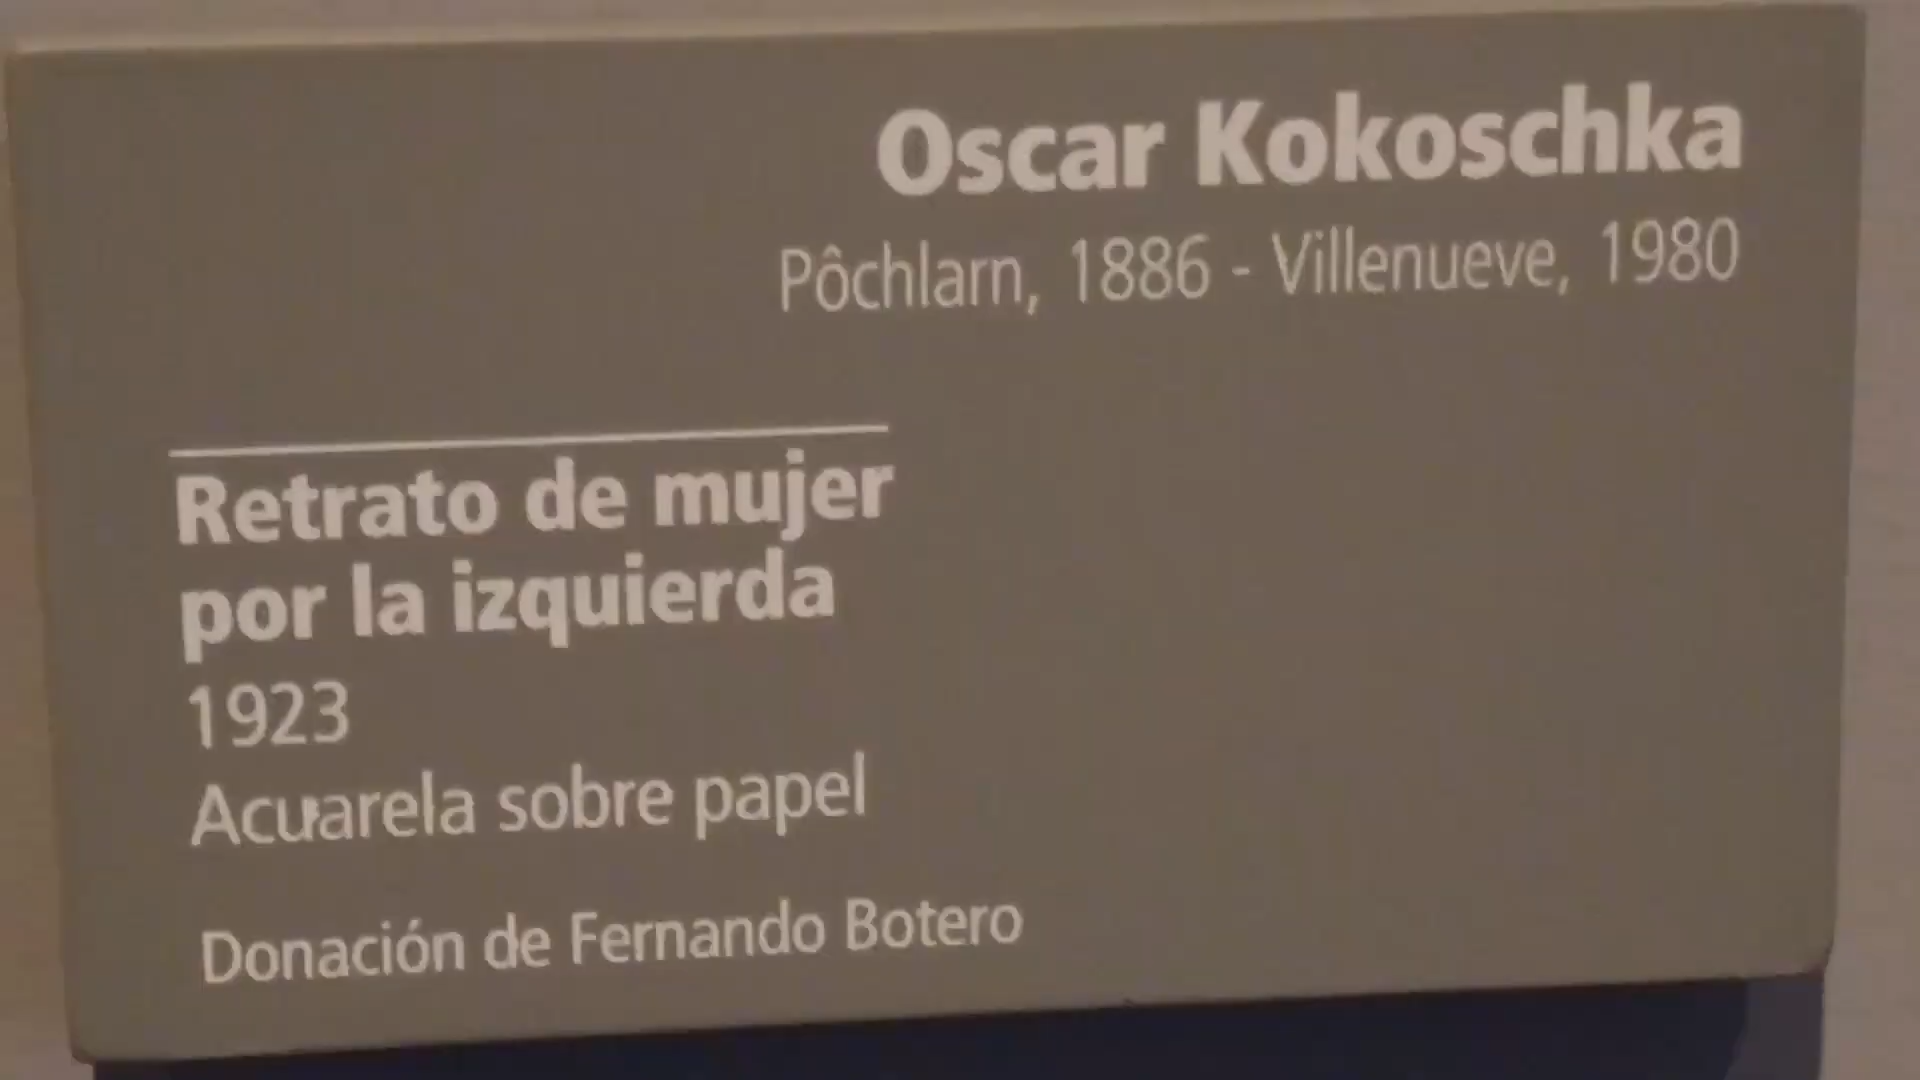 Oscar Kokoschka
Pôchlarn, 1886 - Villenueve, 1980
Retrato de mujer
por la izquierda
1923
Acuarela sobre papel
Donación de Fernando Botero